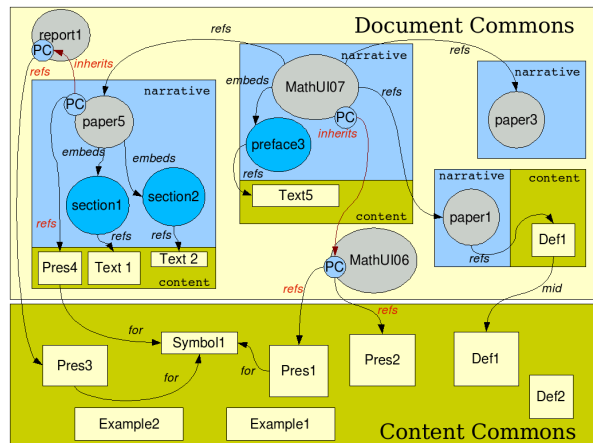 Document Commons
report1
PC
refs
inherits
refs
refs
narrative
narrative
narrative
PC
paper5
embeds
MathUI07
PC
refs
inherits
paper3
embeds
embeds
preface3
refs
section1
section2
Text5
content
narrative
content
paper1
refs
Def1
refs
refs
refs
Pres4
Text 1
Text 2
content
PC
MathUI06
refs
refs
mid
for
Symbol1
Pres3
for
for
Pres1
Pres2
Def1
Def2
Example2
Example1
Content Commons